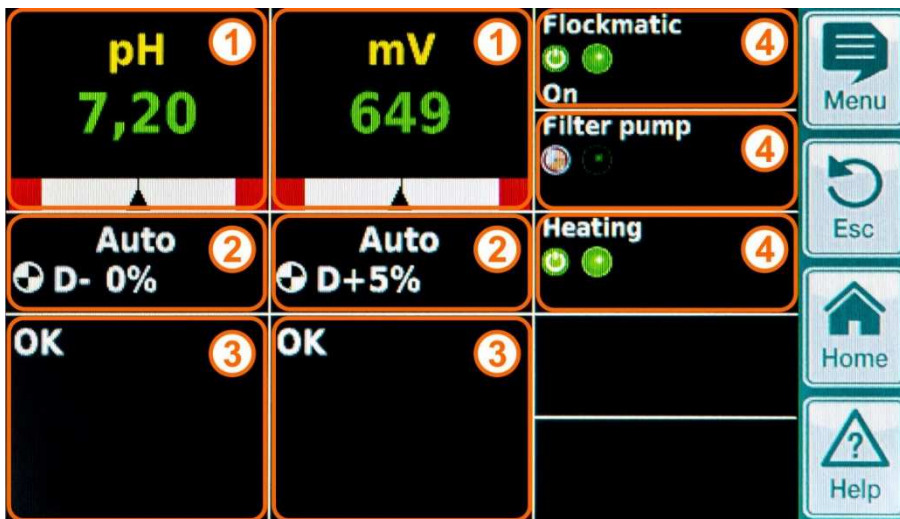 pH
1
7,20
mV
1
649
Flockmatic
4
On
Filter pump
4
Auto
2
D- 0%
Auto
2
D+5%
Heating
4
OK
3
OK
3
Menu
Esc
Home
?
Help